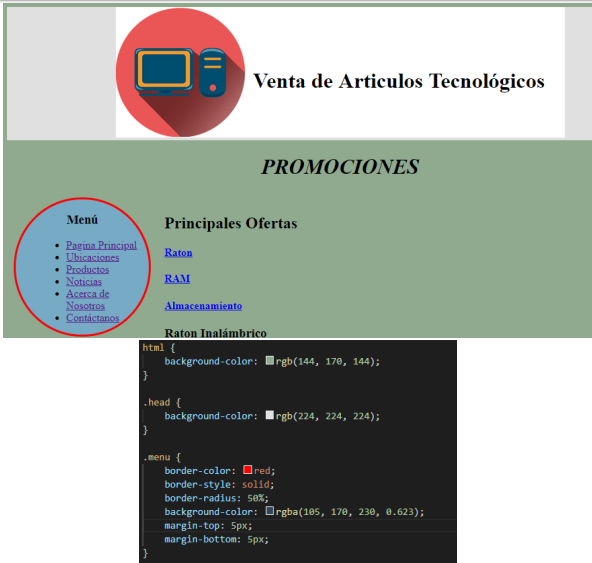 Venta de Articulos Tecnológicos
PROMOCIONES
Menú
Pagina Principal
Ubicaciones
Productos
Noticias
Acerca de
Nosotros
Contáctanos
Principales Ofertas
Raton
RAM
Almacenamiento
Raton Inalámbrico
html {
background-color: rgb(144, 170, 144);
}
.head {
background-color: rgb(224, 224, 224);
}
.menu {
border-color: red;
border-style: solid;
border-radius: 50%;
background-color: rgba(105, 170, 230, 0.623);
margin-top: 5px;
margin-bottom: 5px;
}